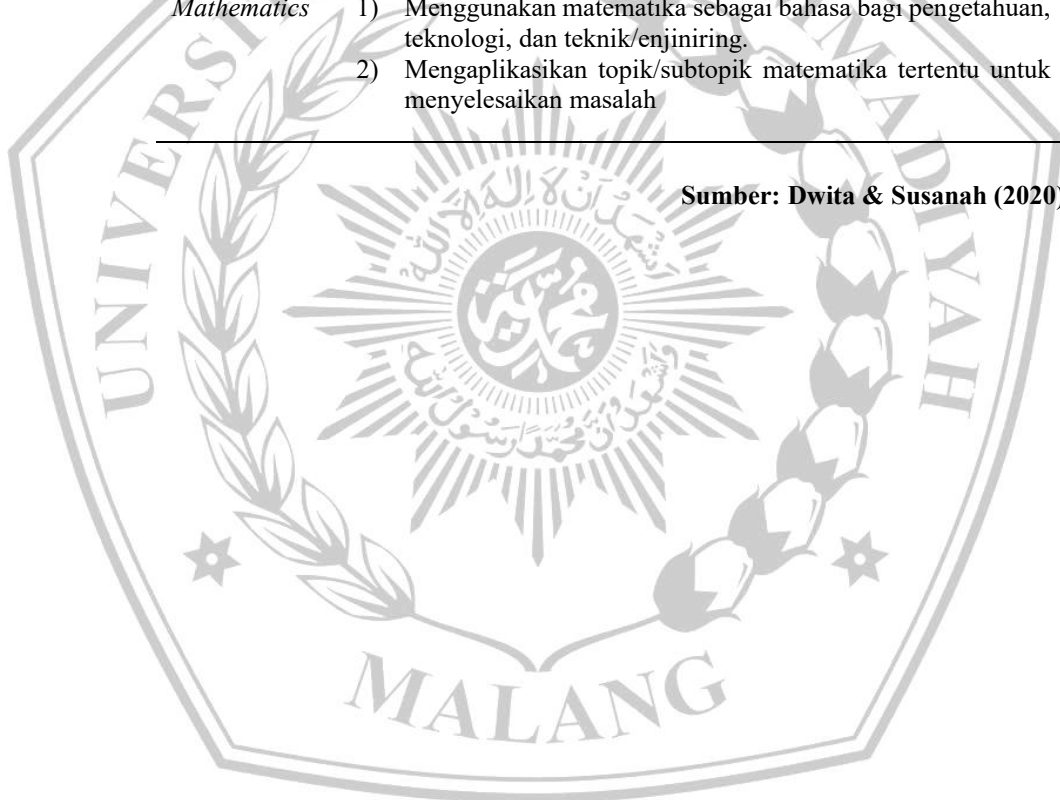 Mathematics 1) Menggunakan matematika sebagai bahasa bagi pengetahuan,
teknologi, dan teknik/enjiniring.
2) Mengaplikasikan topik/subtopik matematika tertentu untuk
menyelesaikan masalah
Sumber: Dwita & Susanah (2020)
MALANG